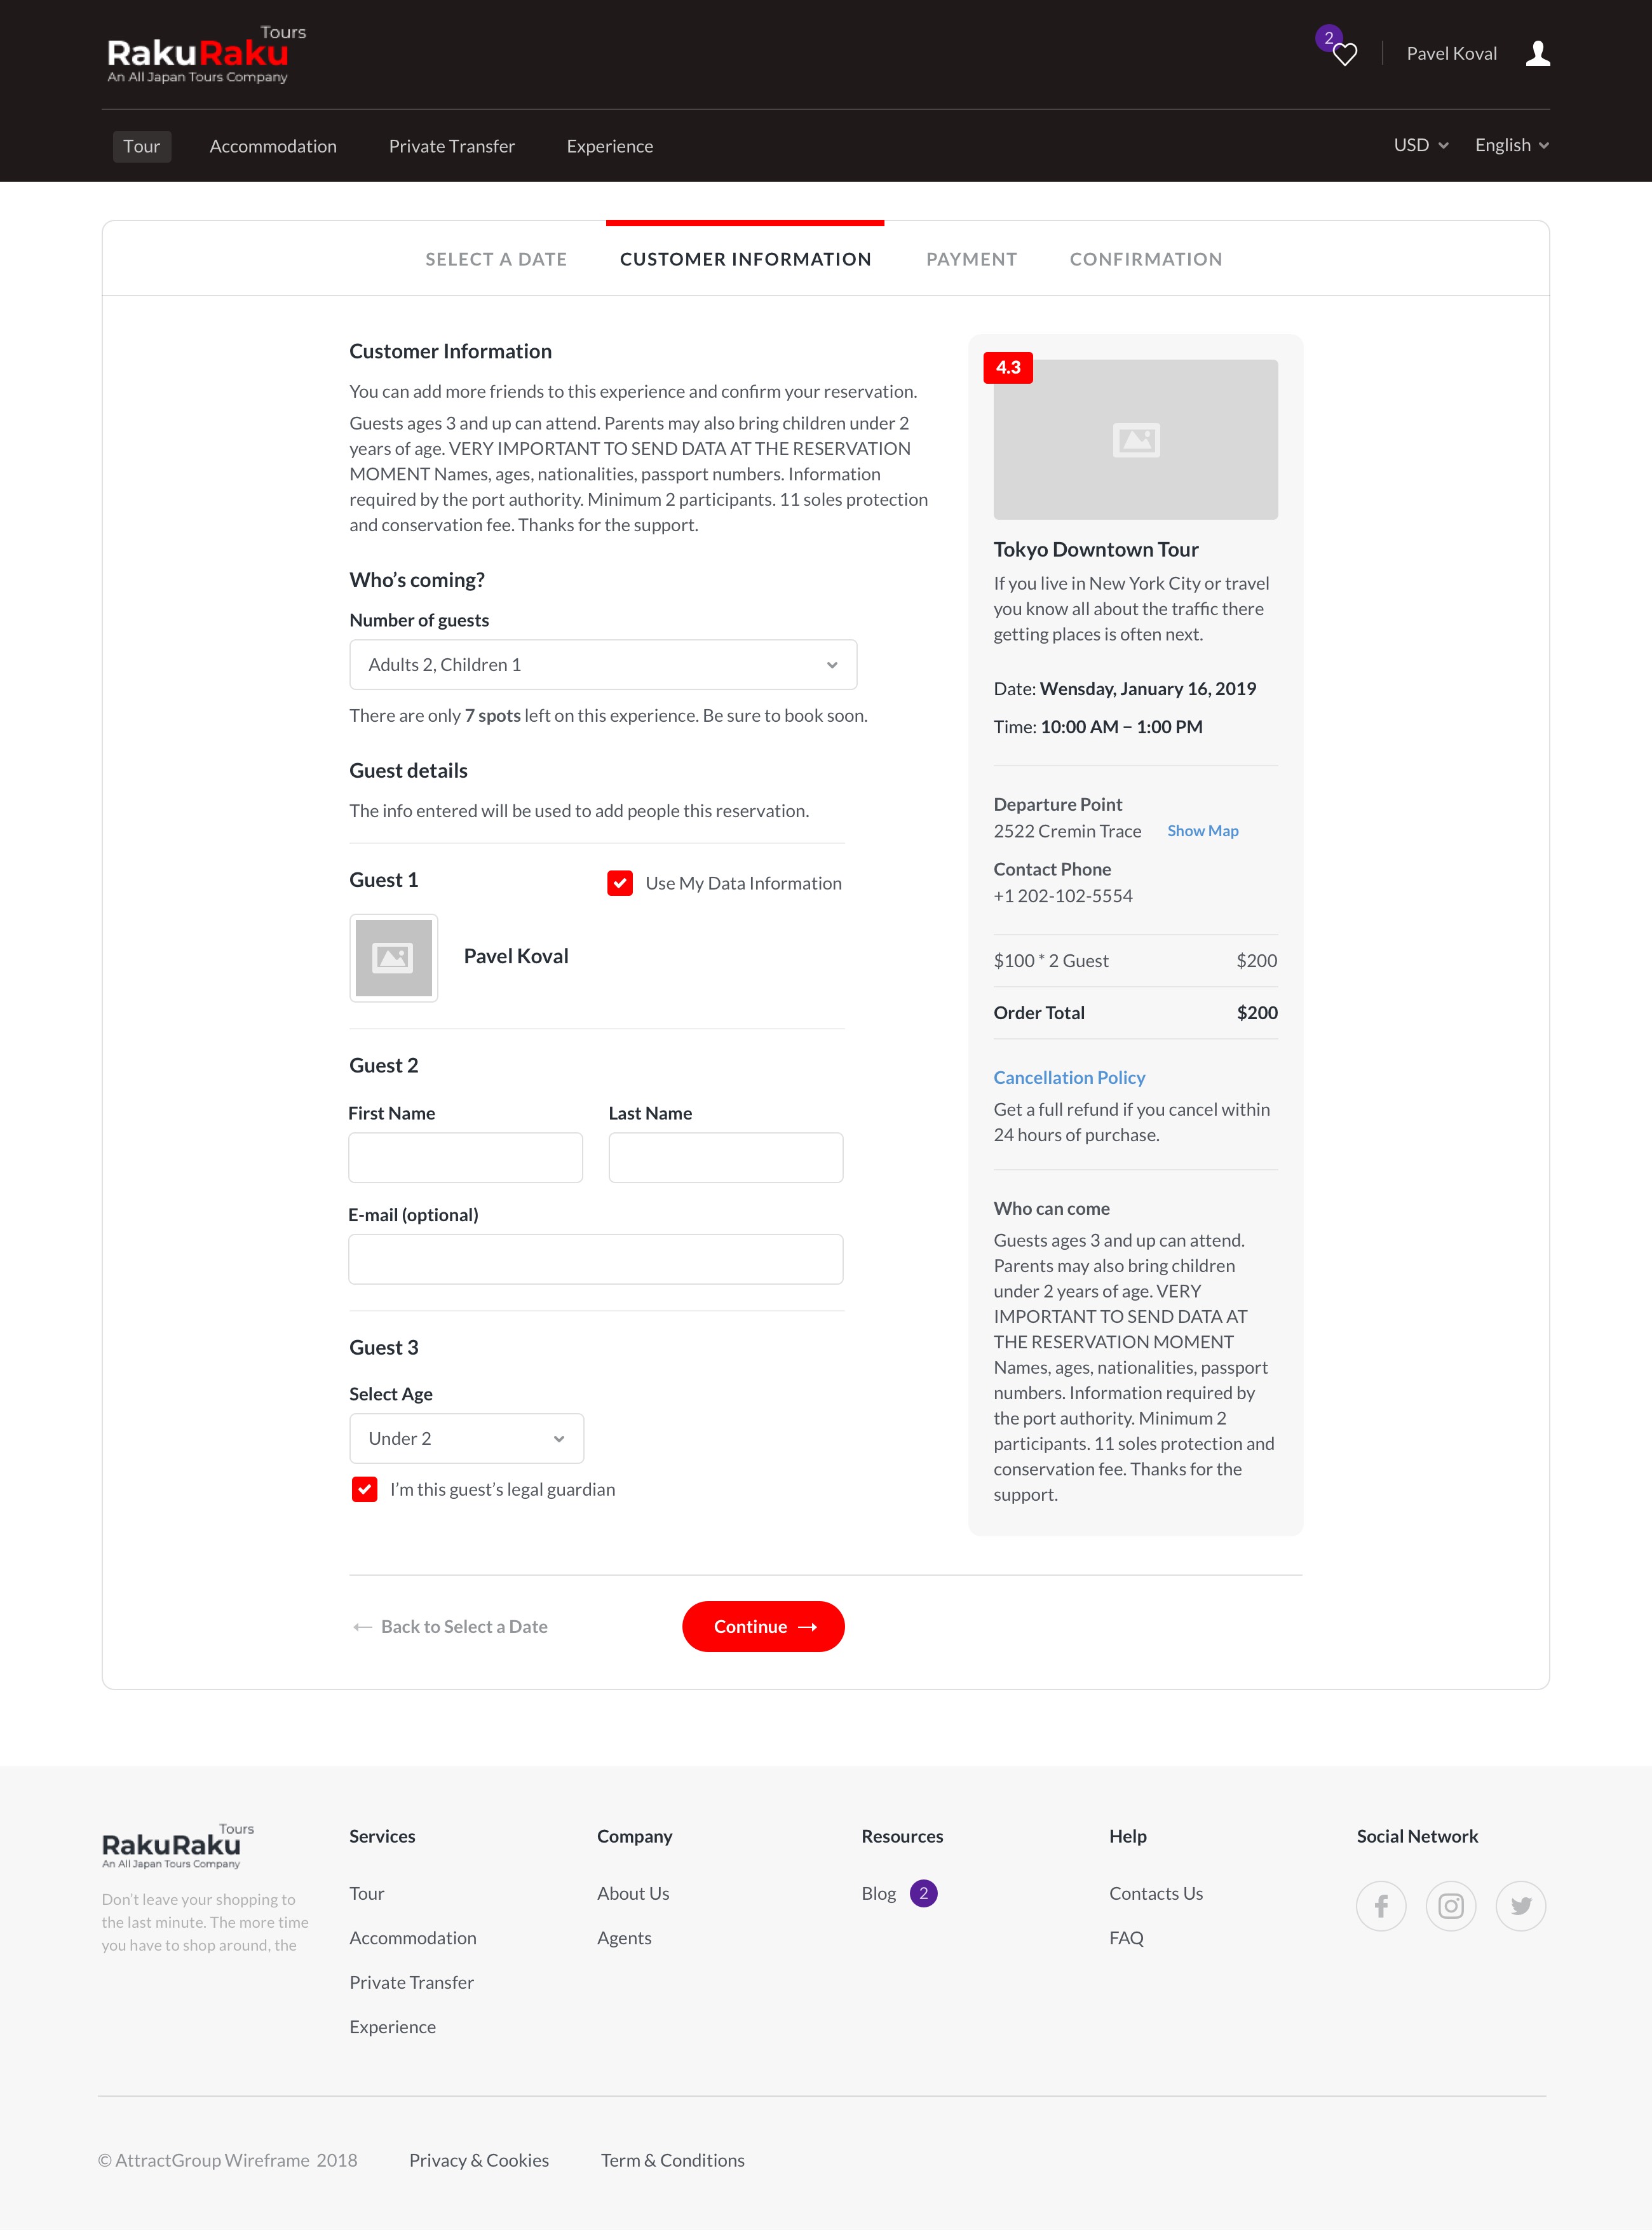 Tours
RakuRaku
An All Japan Tours Company
2
Pavel Koval
Tour
Accommodation
Private Transfer
Experience
USD
English
SELECT A DATE
CUSTOMER INFORMATION
PAYMENT
CONFIRMATION
Customer Information
You can add more friends to this experience and confirm your reservation.
Guests ages 3 and up can attend. Parents may also bring children under 2
years of age. VERY IMPORTANT TO SEND DATA AT THE RESERVATION
MOMENT Names, ages, nationalities, passport numbers. Information
required by the port authority. Minimum 2 participants. 11 soles protection
and conservation fee. Thanks for the support.
Who’s coming?
Number of guests
Adults 2, Children 1
There are only 7 spots left on this experience. Be sure to book soon.
Guest details
The info entered will be used to add people this reservation.
Guest 1
Use My Data Information
Pavel Koval
Guest 2
First Name
Last Name
E-mail (optional)
Guest 3
Select Age
Under 2
I’m this guest’s legal guardian
4.3
Tokyo Downtown Tour
If you live in New York City or travel
you know all about the traffic there
getting places is often next.
Date: Wensday, January 16, 2019
Time: 10:00 AM – 1:00 PM
Departure Point
2522 Cremin Trace
Show Map
Contact Phone
+1 202-102-5554
$100 * 2 Guest
$200
Order Total
$200
Cancellation Policy
Get a full refund if you cancel within
24 hours of purchase.
Who can come
Guests ages 3 and up can attend.
Parents may also bring children
under 2 years of age. VERY
IMPORTANT TO SEND DATA AT
THE RESERVATION MOMENT
Names, ages, nationalities, passport
numbers. Information required by
the port authority. Minimum 2
participants. 11 soles protection and
conservation fee. Thanks for the
support.
← Back to Select a Date
Continue →
Tours
RakuRaku
An All Japan Tours Company
Don’t leave your shopping to
the last minute. The more time
you have to shop around, the
Services
Tour
Accommodation
Private Transfer
Experience
Company
About Us
Agents
Resources
Blog
2
Help
Contacts Us
FAQ
Social Network
© AttractGroup Wireframe 2018
Privacy & Cookies
Term & Conditions